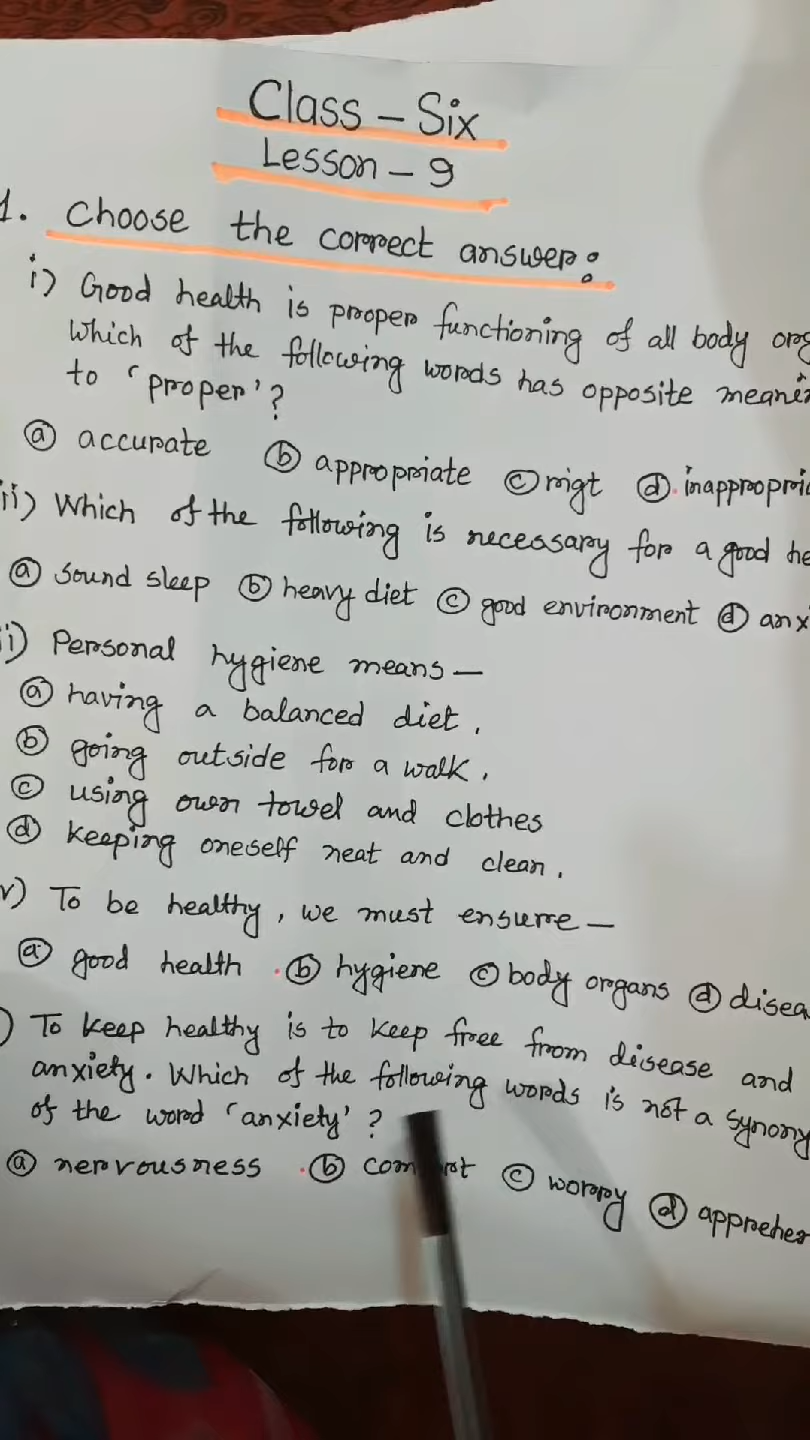 Class – Six
Lesson – 9
1. Choose the correct answer:
i) Good health is proper functioning of all body
Which of the following words has opposite
to 'proper'?
ⓐ accurate ⓑ appropriate ⓒ rigt ⓓ
ii) Which of the following is necessary for a good
ⓐ sound sleep ⓑ heavy diet ⓒ good environment ⓓ
i) Personal hygiene means —
ⓐ having a balanced diet.
ⓑ going outside for a walk.
ⓒ using own towel and clothes
ⓓ keeping oneself neat and clean.
v) To be healthy, we must ensure —
ⓐ good health ⓑ hygiene ⓒ body organs ⓓ
) To keep healthy is to keep free from disease and
anxiety. Which of the following words is not a
of the word 'anxiety'?
ⓐ nervousness ⓑ ⓒ worry ⓓ